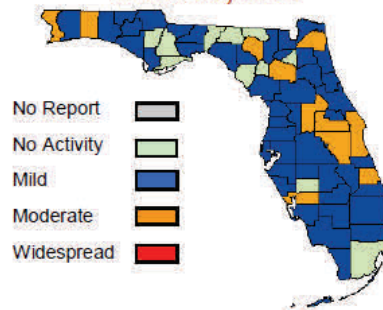 No Report
No Activity
Mild
Moderate
Widespread